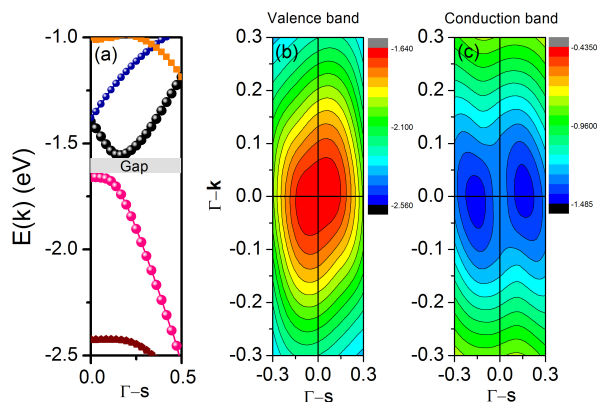 Valence band
Conduction band
(a)
(b)
(c)
E(k) (eV)
-1.0
-1.5
-2.0
-2.5
Gap
0.0
0.5
Γ–s
Γ–k
0.3
0.2
0.1
0.0
-0.1
-0.2
-0.3
-0.3
0.0
0.3
Γ–s
-1.640
-2.100
-2.560
0.3
0.2
0.1
0.0
-0.1
-0.2
-0.3
-0.3
0.0
0.3
Γ–s
-0.4350
-0.9600
-1.485